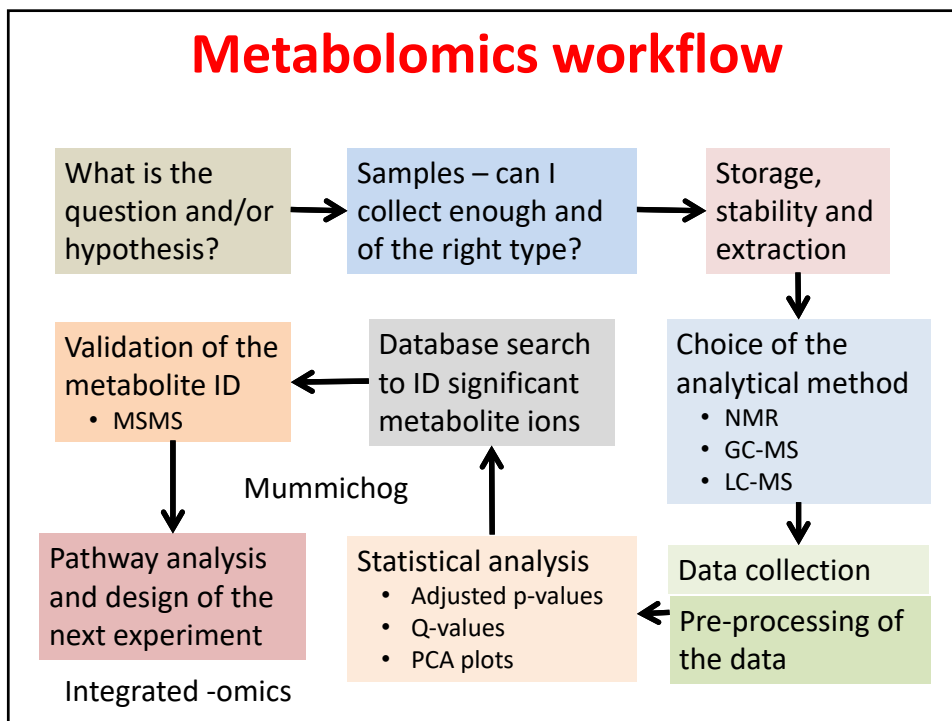 Metabolomics workflow
What is the
question and/or
hypothesis?
Samples – can I
collect enough and
of the right type?
Storage,
stability and
extraction
Choice of the
analytical method
• NMR
• GC-MS
• LC-MS
Data collection
Pre-processing of
the data
Statistical analysis
• Adjusted p-values
• Q-values
• PCA plots
Database search
to ID significant
metabolite ions
Validation of the
metabolite ID
• MSMS
Mummichog
Pathway analysis
and design of the
next experiment
Integrated -omics